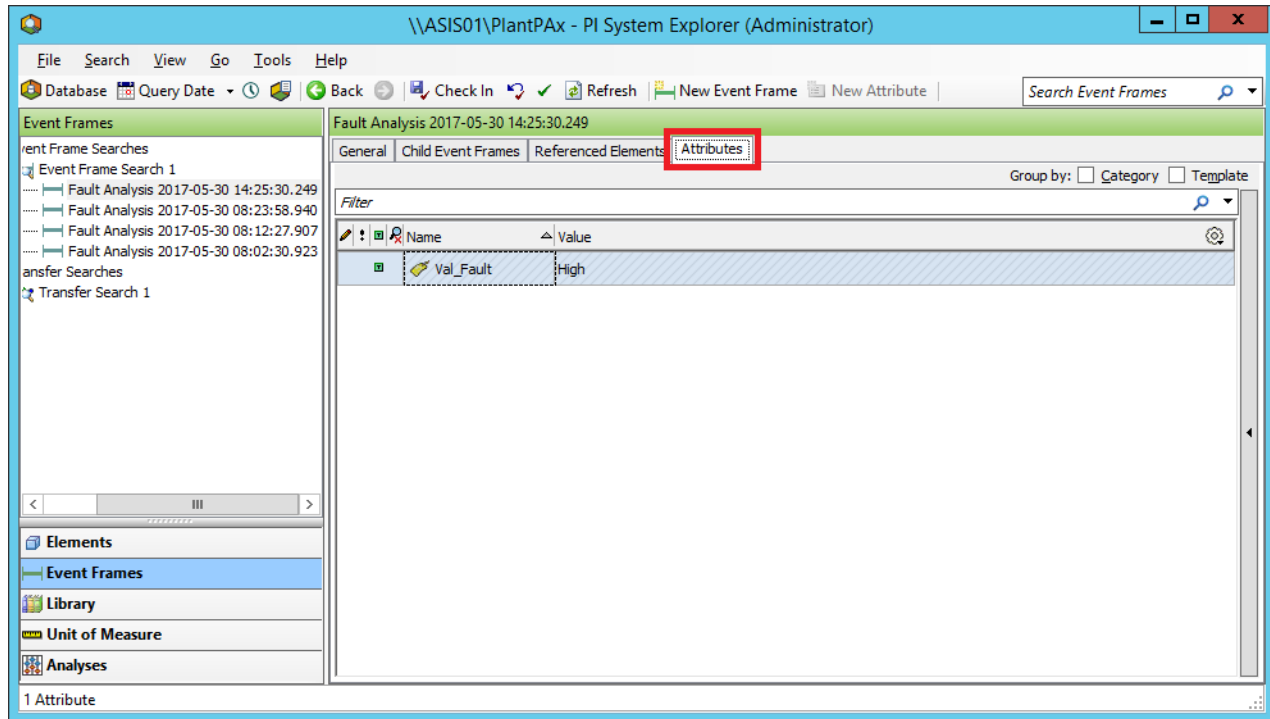 \\ASIS01\PlantPAx - PI System Explorer (Administrator)
File Search View Go Tools Help
Database Query Date Back Check In Refresh New Event Frame New Attribute Search Event Frames
Event Frames
Fault Analysis 2017-05-30 14:25:30.249
vent Frame Searches
Event Frame Search 1
Fault Analysis 2017-05-30 14:25:30.249
Fault Analysis 2017-05-30 08:23:58.940
Fault Analysis 2017-05-30 08:12:27.907
Fault Analysis 2017-05-30 08:02:30.923
ansfer Searches
Transfer Search 1
General Child Event Frames Referenced Elements Attributes
Group by: Category Template
Filter
Name Value
Val_Fault High
Elements
Event Frames
Library
Unit of Measure
Analyses
1 Attribute